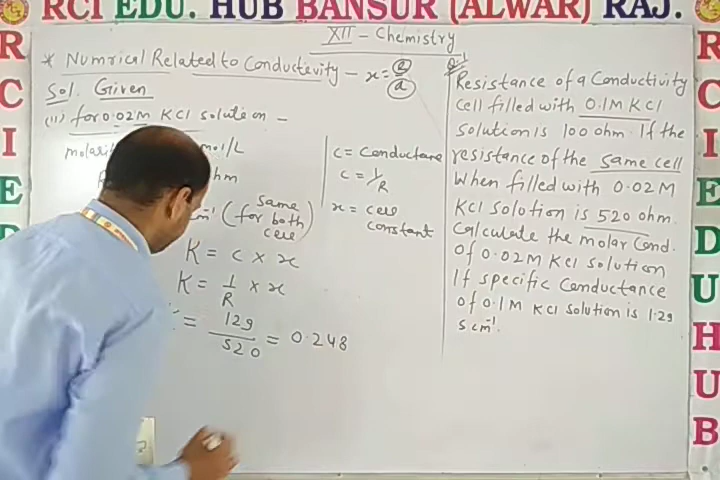 RCI EDU. HUB BANSUR (ALWAR) RAJ.
XII - Chemistry
* Numrical Related to Conductivity - x = (l/a)
Sol. Given
(ii) for 0.02M KCl solution -
mol/L
hm
cm⁻¹ (for same both cell)
K = C × x
K = 1/R × x
= 129/520 = 0.248
C = Conductane
C = 1/R
x = cell
constant
Resistance of a Conductivity
cell filled with 0.1M KCl
solution is 100 ohm. If the
resistance of the same cell
When filled with 0.02M
KCl solution is 520 ohm.
Calculate the molar Cond.
of 0.02M KCl solution
If specific Conductance
of 0.1M KCl solution is 1.29
S cm⁻¹.
R
C
I
E
D
R
C
I
E
D
U
H
U
B